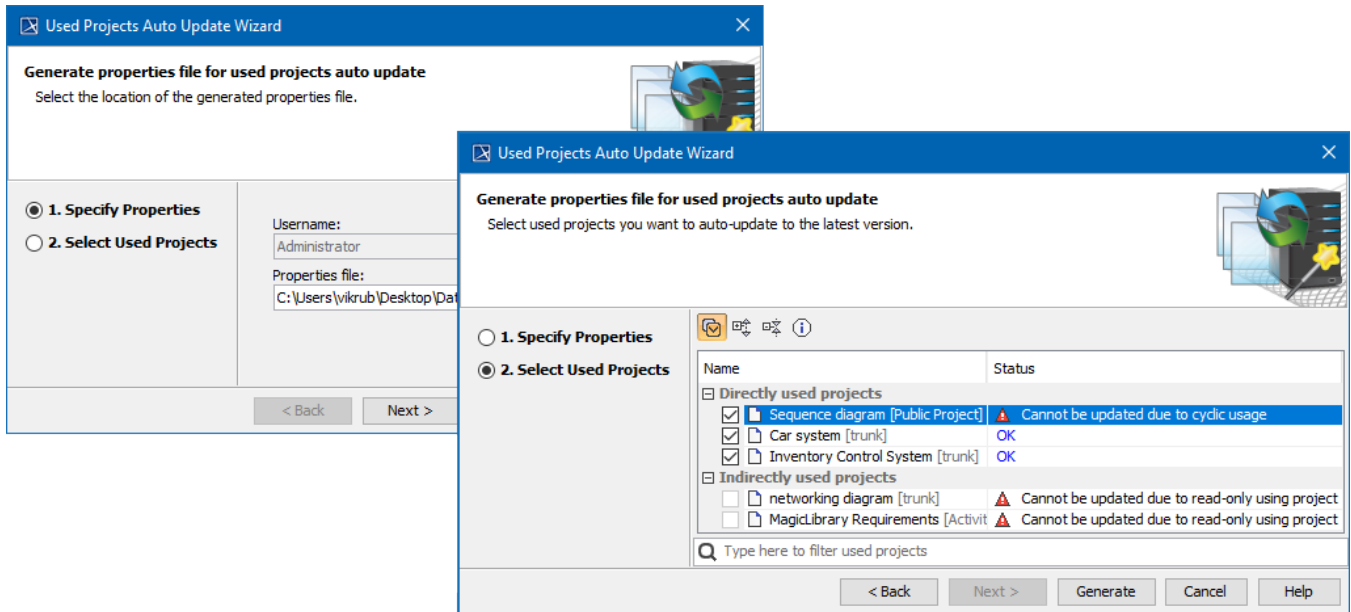 Used Projects Auto Update Wizard
Generate properties file for used projects auto update
Select the location of the generated properties file.
1. Specify Properties
2. Select Used Projects
Username:
Administrator
Properties file:
C:\Users\vikrub\Desktop\Dat
< Back Next >
Used Projects Auto Update Wizard
Generate properties file for used projects auto update
Select used projects you want to auto-update to the latest version.
1. Specify Properties
2. Select Used Projects
Name Status
Directly used projects
Sequence diagram [Public Project] Cannot be updated due to cyclic usage
Car system [trunk] OK
Inventory Control System [trunk] OK
Indirectly used projects
networking diagram [trunk] Cannot be updated due to read-only using project
MagicLibrary Requirements [Activit Cannot be updated due to read-only using project
Type here to filter used projects
< Back Next > Generate Cancel Help